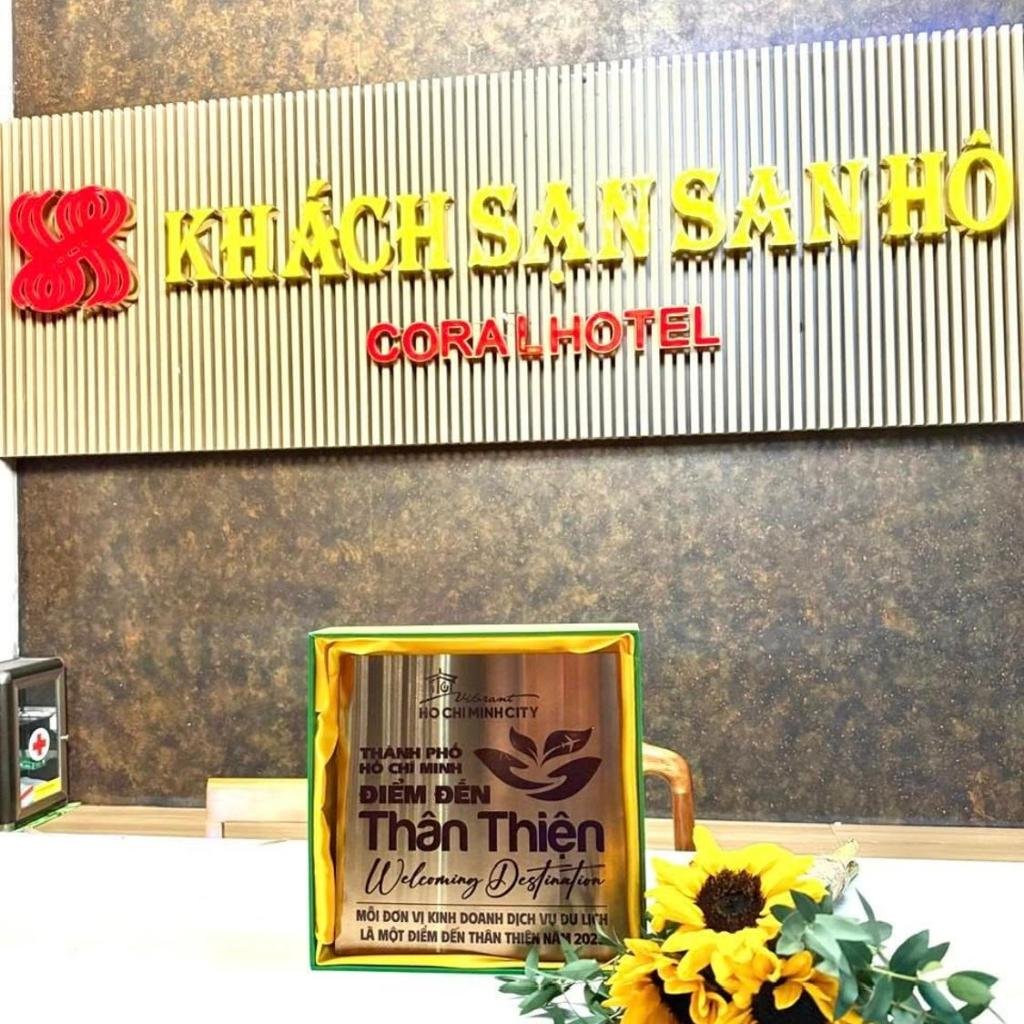 KHÁCH SẠN SAN HÔ
CORAL HOTEL
Vibrant
HO CHI MINH CITY
THÀNH PHỐ
HỒ CHÍ MINH
ĐIỂM ĐẾN
Thân Thiện
Welcoming Destination
MỖI ĐƠN VỊ KINH DOANH DỊCH VỤ DU LỊCH
LÀ MỘT ĐIỂM ĐẾN THÂN THIỆN NĂM